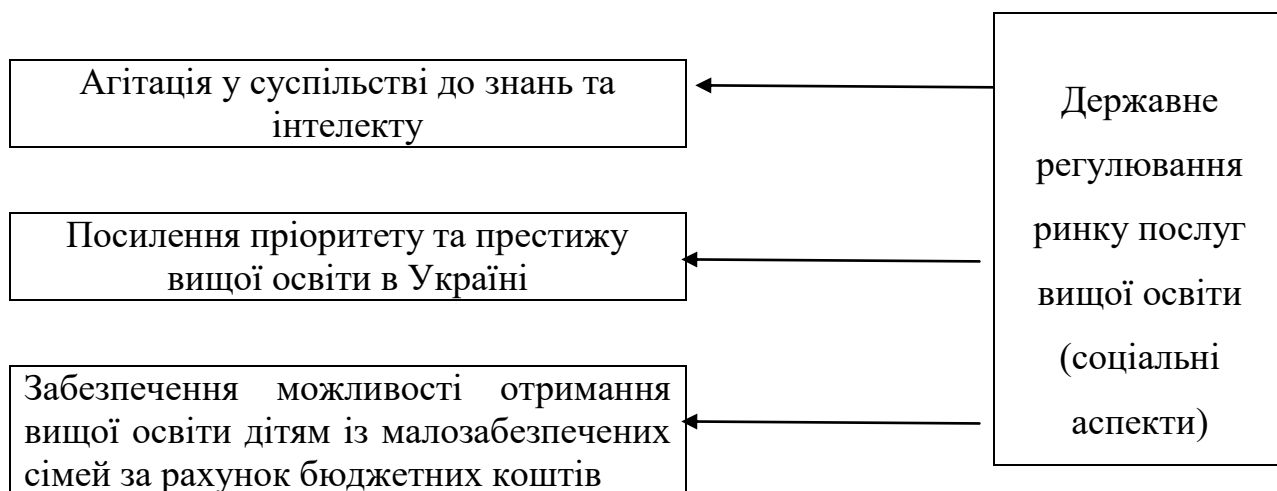 Агітація у суспільстві до знань та
інтелекту
Посилення пріоритету та престижу
вищої освіти в Україні
Забезпечення можливості отримання
вищої освіти дітям із малозабезпечених
сімей за рахунок бюджетних коштів
Державне
регулювання
ринку послуг
вищої освіти
(соціальні
аспекти)